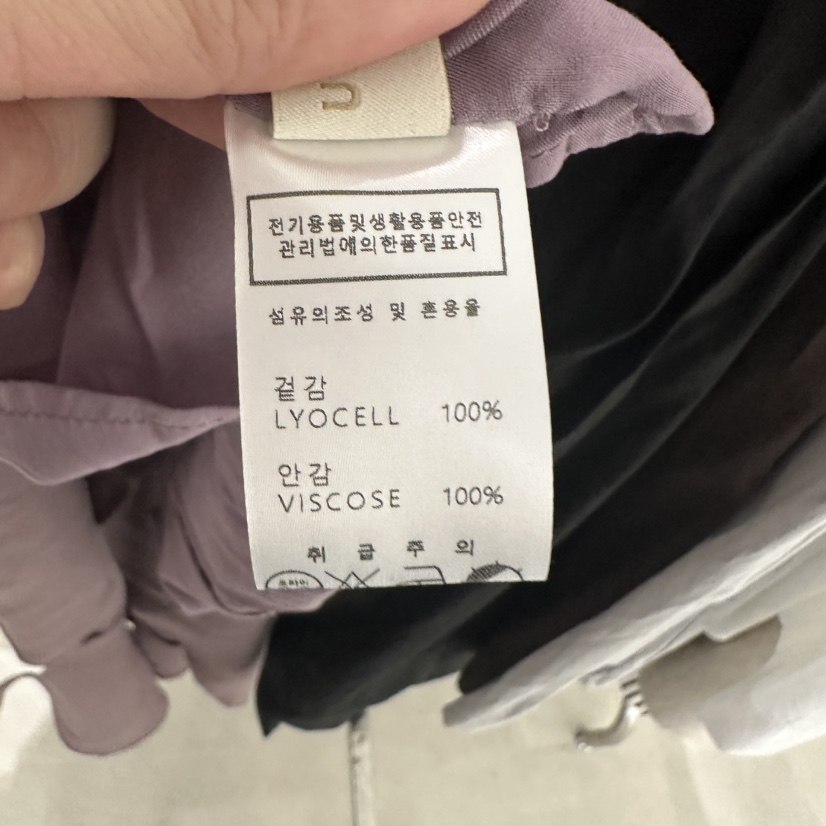 전기용품및생활용품안전
관리법에의한품질표시
섬유의조성 및 혼용율
겉감
LYOCELL 100%
안감
VISCOSE 100%
취 급 주 의